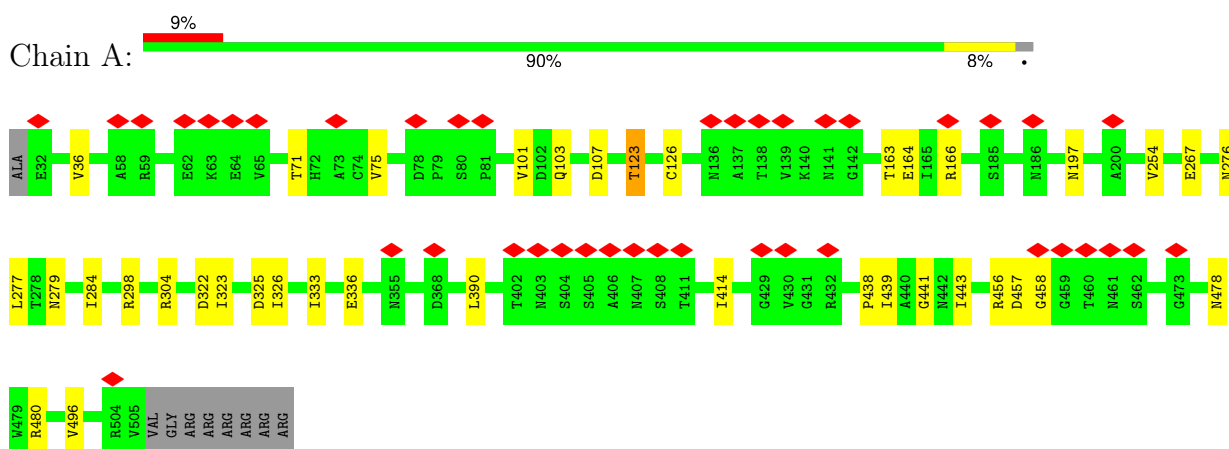 9%
Chain A:
90% 8% •
ALA E32 V36 A58 R59 E62 K63 E64 V65 T71 H72 A73 C74 V75 D78 P79 S80 P81 V101 D102 Q103 D107 T123 C126 N136 A137 T138 V139 K140 N141 G142 T163 E164 I165 R166 S185 N186 N197 A200 V254 E267 N276
L277 T278 N279 I284 R298 R304 D322 I323 D325 I326 I333 E336 N355 D368 L390 T402 N403 S404 S405 A406 N407 S408 T411 I414 G429 V430 G431 R432 P438 I439 A440 G441 N442 I443 R456 D457 G458 G459 T460 N461 S462 G473 N478
W479 R480 V496 R504 V505 VAL GLY ARG ARG ARG ARG ARG ARG